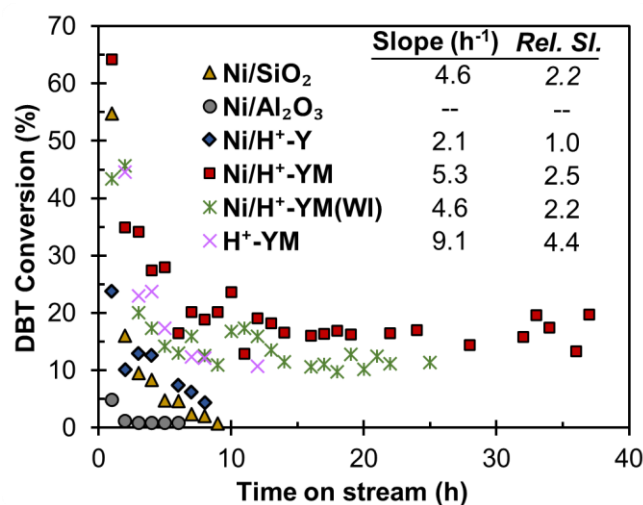 Slope (h⁻¹) Rel. Sl.
Ni/SiO₂ 4.6 2.2
Ni/Al₂O₃ -- --
Ni/H⁺-Y 2.1 1.0
Ni/H⁺-YM 5.3 2.5
Ni/H⁺-YM(WI) 4.6 2.2
H⁺-YM 9.1 4.4
DBT Conversion (%)
70
60
50
40
30
20
10
0
0 10 20 30 40
Time on stream (h)